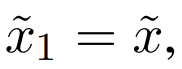 x̃₁ = x̃,